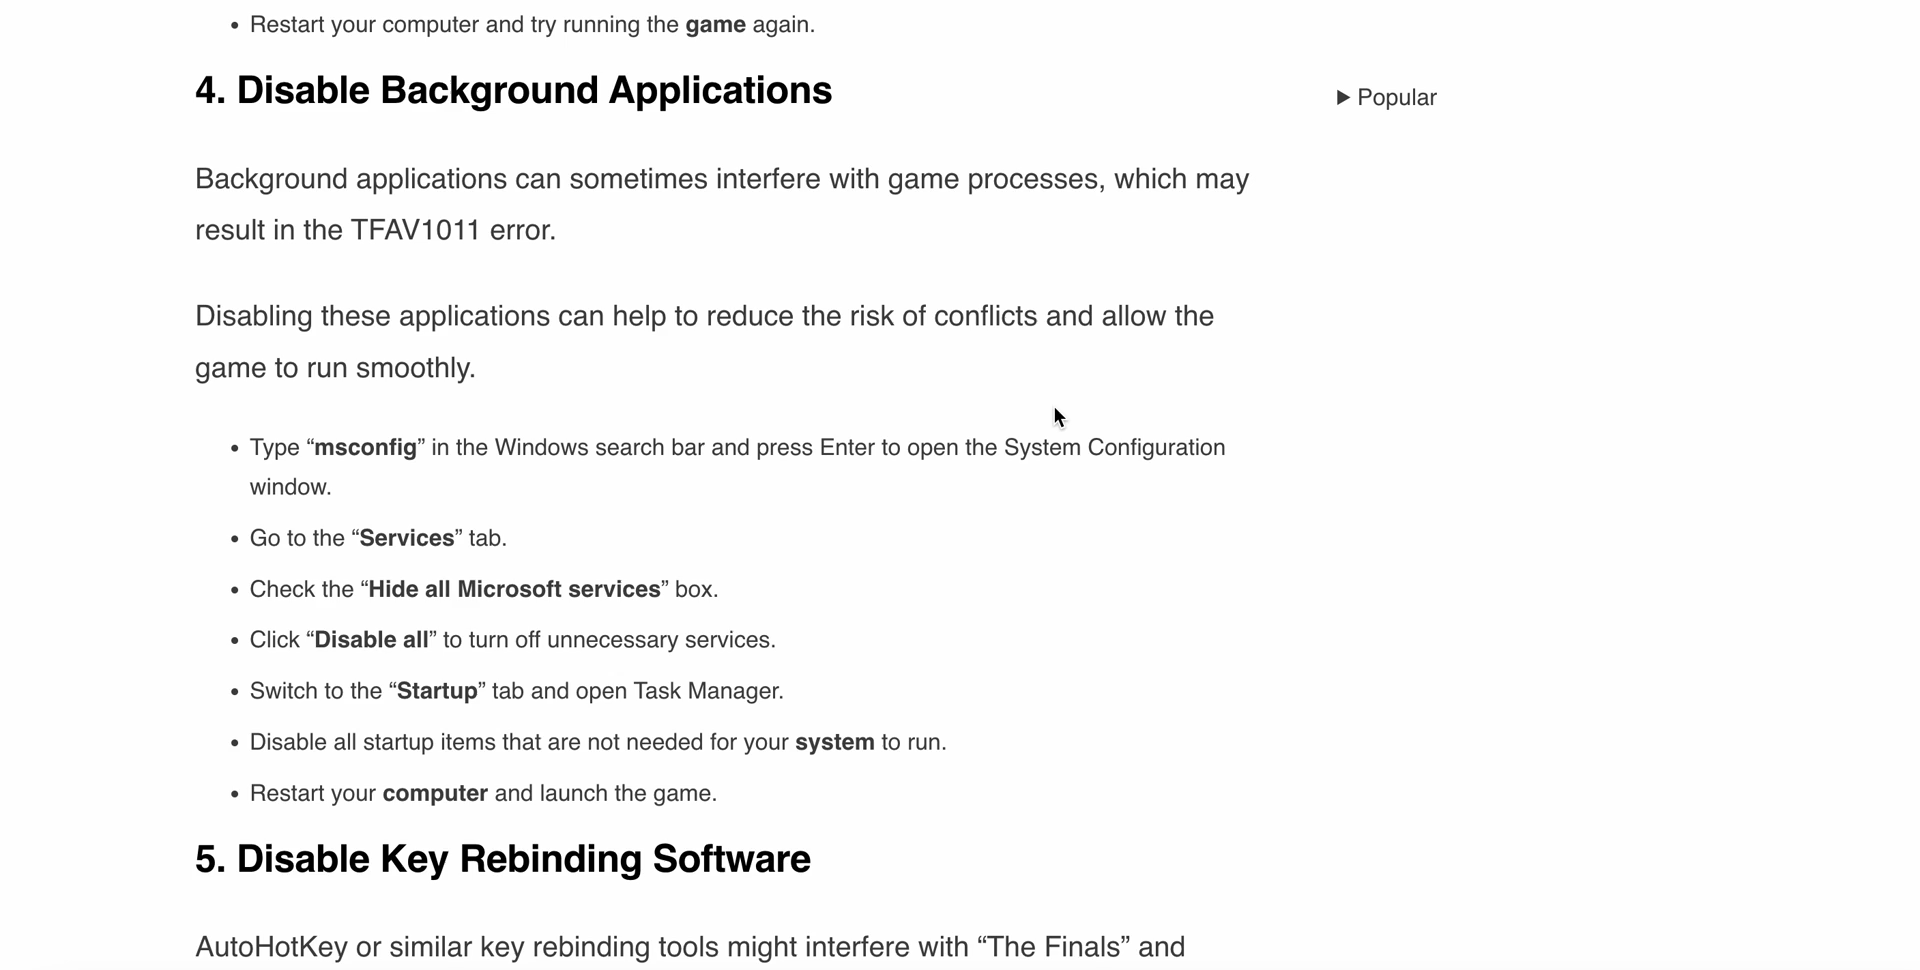 • Restart your computer and try running the game again.
4. Disable Background Applications
▶ Popular
Background applications can sometimes interfere with game processes, which may
result in the TFAV1011 error.
Disabling these applications can help to reduce the risk of conflicts and allow the
game to run smoothly.
• Type “msconfig” in the Windows search bar and press Enter to open the System Configuration
window.
• Go to the “Services” tab.
• Check the “Hide all Microsoft services” box.
• Click “Disable all” to turn off unnecessary services.
• Switch to the “Startup” tab and open Task Manager.
• Disable all startup items that are not needed for your system to run.
• Restart your computer and launch the game.
5. Disable Key Rebinding Software
AutoHotKey or similar key rebinding tools might interfere with “The Finals” and